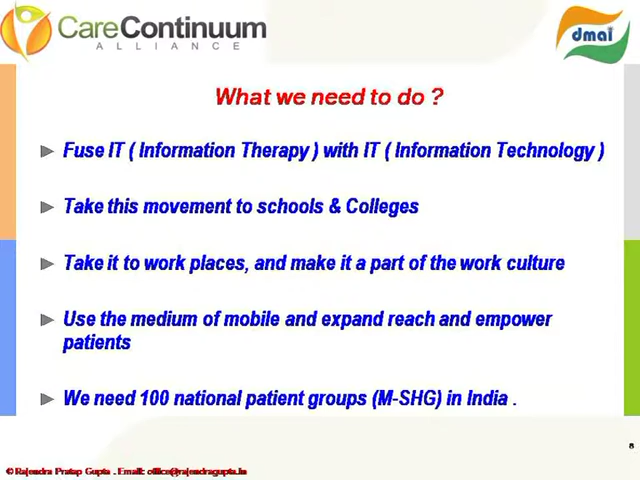 CareContinuum
ALLIANCE
dmai
What we need to do ?
Fuse IT ( Information Therapy ) with IT ( Information Technology )
Take this movement to schools & Colleges
Take it to work places, and make it a part of the work culture
Use the medium of mobile and expand reach and empower
patients
We need 100 national patient groups (M-SHG) in India .
8
© Rajendra Pratap Gupta . Email: office@rajendragupta.in